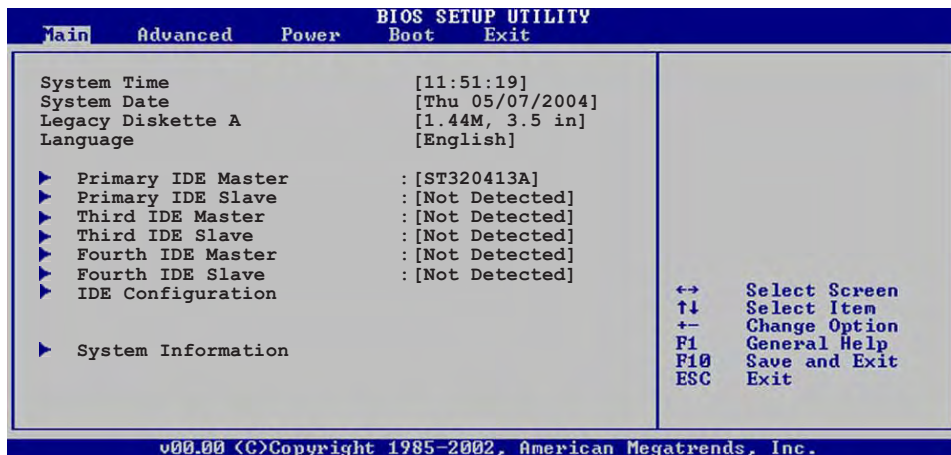 BIOS SETUP UTILITY
Main Advanced Power Boot Exit
System Time [11:51:19]
System Date [Thu 05/07/2004]
Legacy Diskette A [1.44M, 3.5 in]
Language [English]
Primary IDE Master :[ST320413A]
Primary IDE Slave :[Not Detected]
Third IDE Master :[Not Detected]
Third IDE Slave :[Not Detected]
Fourth IDE Master :[Not Detected]
Fourth IDE Slave :[Not Detected]
IDE Configuration
System Information
↔ Select Screen
↑↓ Select Item
+- Change Option
F1 General Help
F10 Save and Exit
ESC Exit
v00.00 (C)Copyright 1985-2002, American Megatrends, Inc.